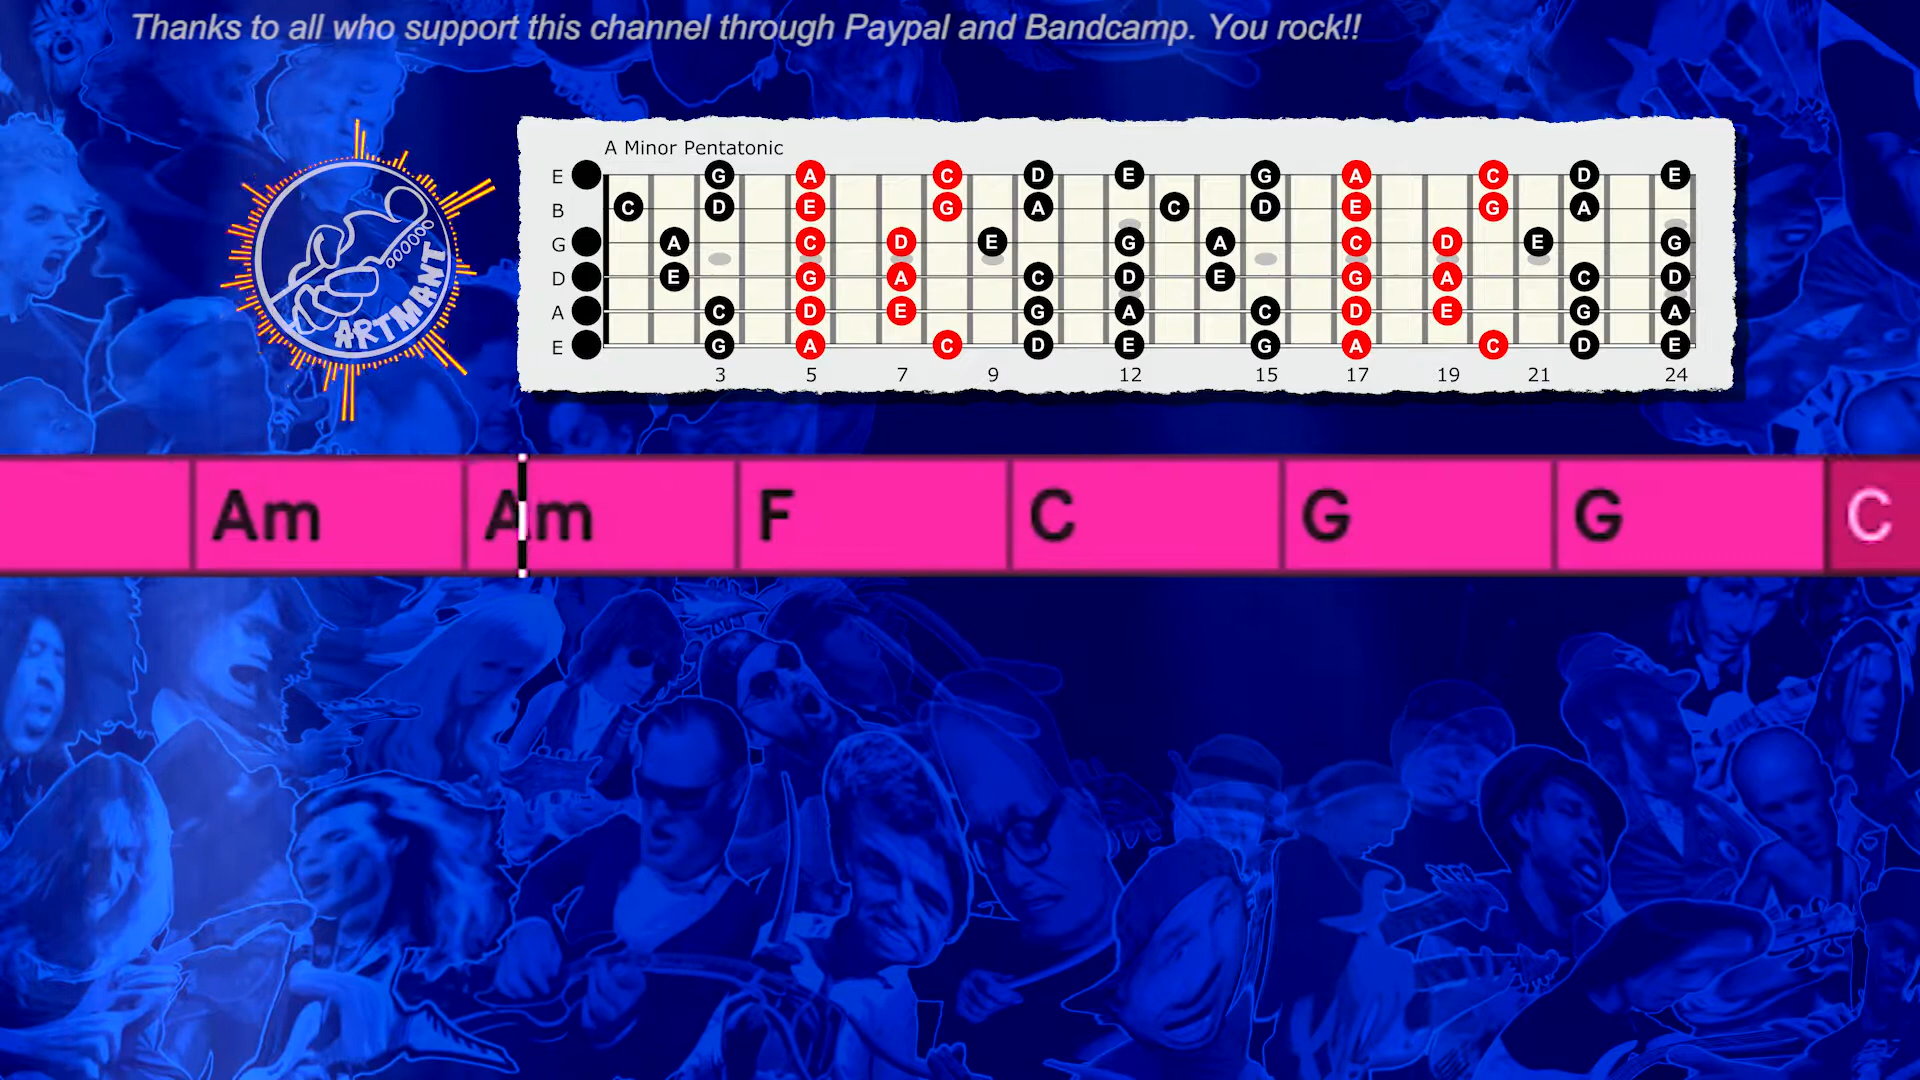 Thanks to all who support this channel through Paypal and Bandcamp. You rock!!
A Minor Pentatonic
E G A C D E G A C D E
B C D E G A C D E G A
G A C D E G A C D E G
D E G A C D E G A C D
A C D E G A C D E G A
E G A C D E G A C D E
3 5 7 9 12 15 17 19 21 24
ARTMANT
Am Am F C G G C